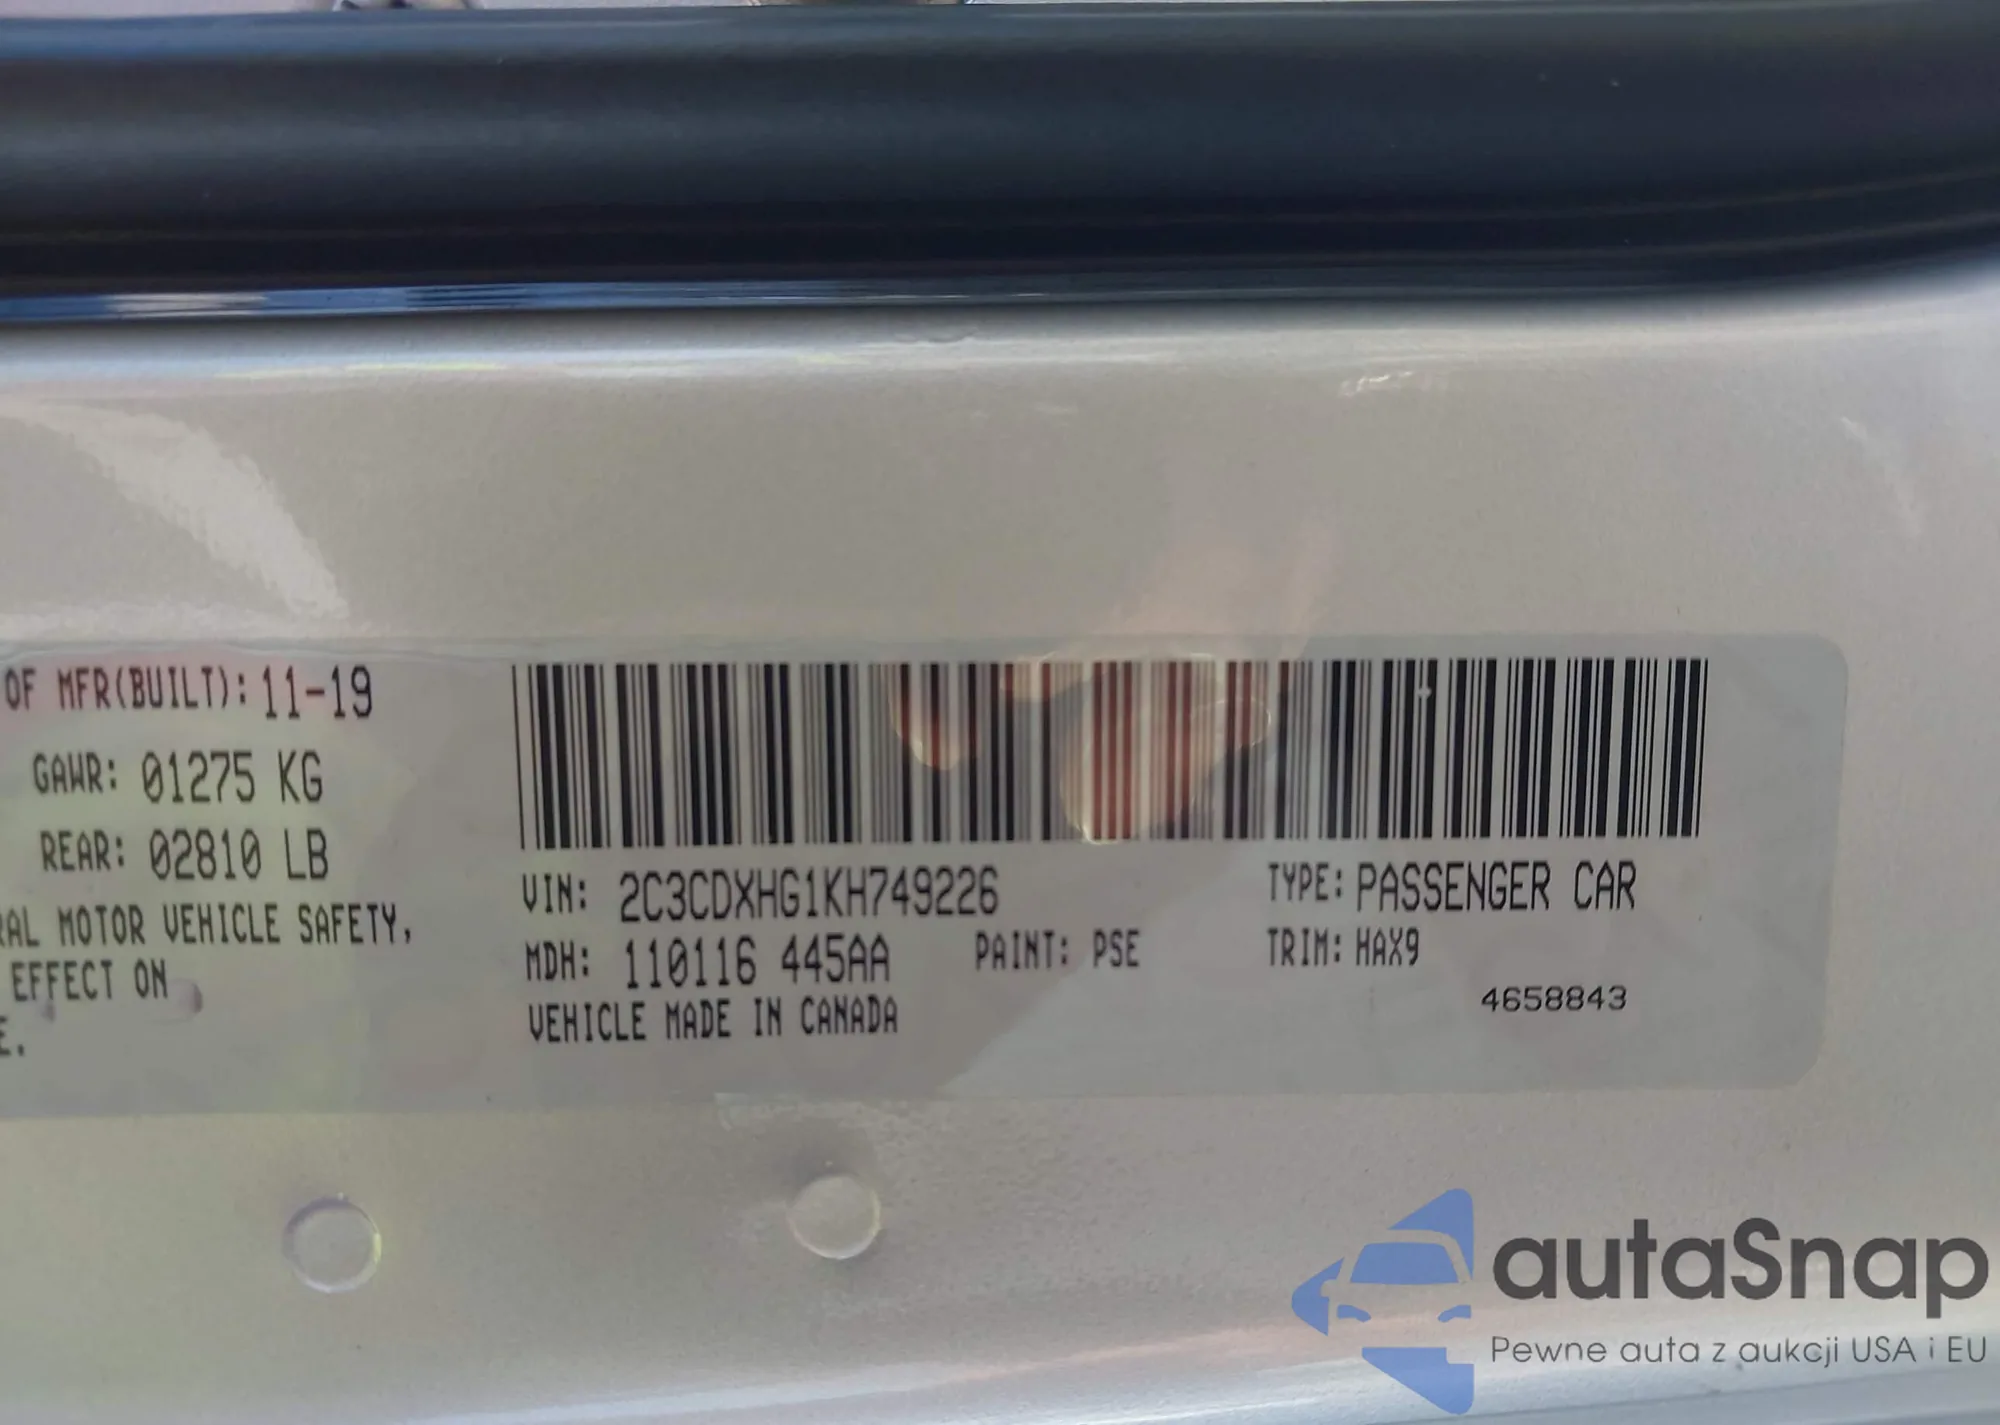 OF MFR(BUILT): 11-19
GAWR: 01275 KG
REAR: 02810 LB
RAL MOTOR VEHICLE SAFETY,
EFFECT ON
E.
VIN: 2C3CDXHG1KH749226
TYPE: PASSENGER CAR
MDH: 110116 445AA
PAINT: PSE
TRIM: HAX9
VEHICLE MADE IN CANADA
4658843
autaSnap
Pewne auta z aukcji USA i EU